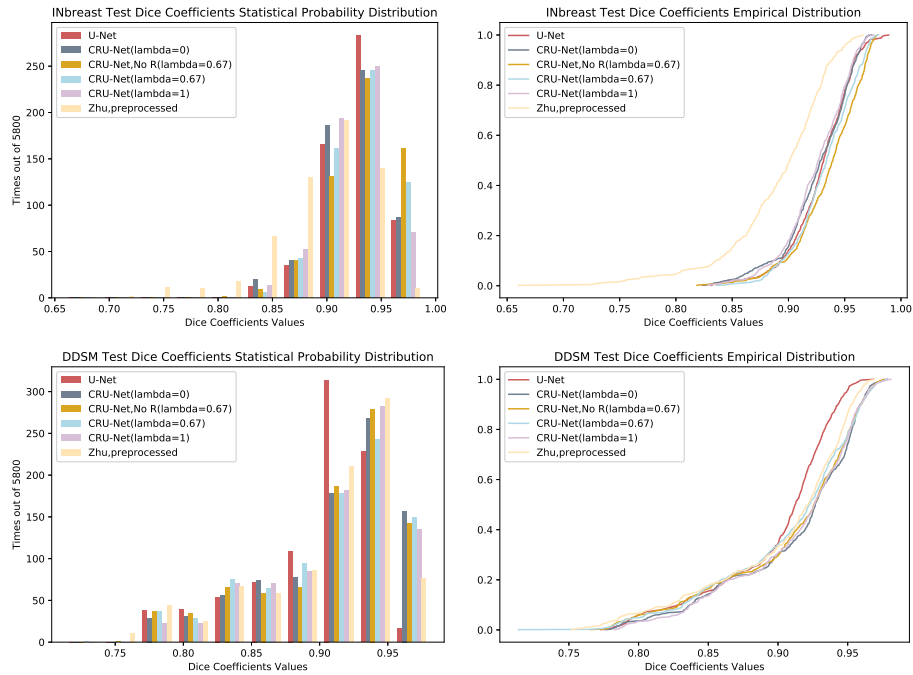 INbreast Test Dice Coefficients Statistical Probability Distribution
U-Net
CRU-Net(lambda=0)
CRU-Net,No R(lambda=0.67)
CRU-Net(lambda=0.67)
CRU-Net(lambda=1)
Zhu,preprocessed
Times out of 5800
250
200
150
100
50
0
0.65 0.70 0.75 0.80 0.85 0.90 0.95 1.00
Dice Coefficients Values
INbreast Test Dice Coefficients Empirical Distribution
U-Net
CRU-Net(lambda=0)
CRU-Net,No R(lambda=0.67)
CRU-Net(lambda=0.67)
CRU-Net(lambda=1)
Zhu,preprocessed
1.0
0.8
0.6
0.4
0.2
0.0
0.65 0.70 0.75 0.80 0.85 0.90 0.95 1.00
Dice Coefficients Values
DDSM Test Dice Coefficients Statistical Probability Distribution
U-Net
CRU-Net(lambda=0)
CRU-Net,No R(lambda=0.67)
CRU-Net(lambda=0.67)
CRU-Net(lambda=1)
Zhu,preprocessed
Times out of 5800
300
250
200
150
100
50
0
0.75 0.80 0.85 0.90 0.95
Dice Coefficients Values
DDSM Test Dice Coefficients Empirical Distribution
U-Net
CRU-Net(lambda=0)
CRU-Net,No R(lambda=0.67)
CRU-Net(lambda=0.67)
CRU-Net(lambda=1)
Zhu,preprocessed
1.0
0.8
0.6
0.4
0.2
0.0
0.75 0.80 0.85 0.90 0.95
Dice Coefficients Values